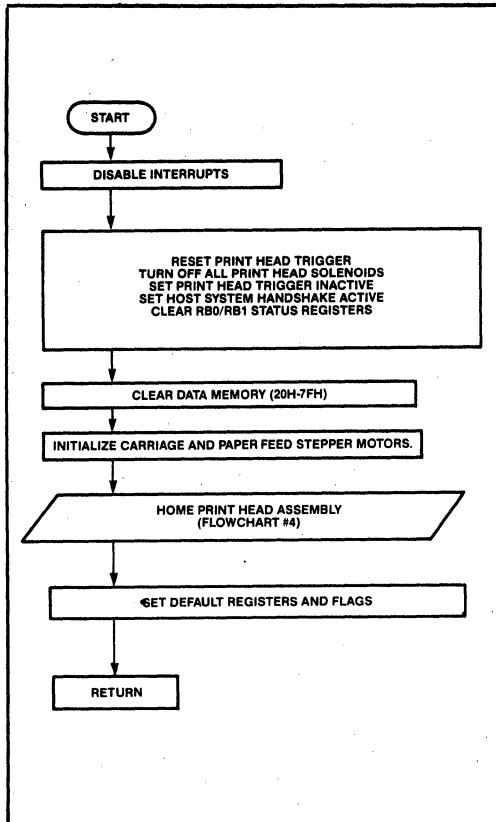 START
DISABLE INTERRUPTS
RESET PRINT HEAD TRIGGER
TURN OFF ALL PRINT HEAD SOLENOIDS
SET PRINT HEAD TRIGGER INACTIVE
SET HOST SYSTEM HANDSHAKE ACTIVE
CLEAR RB0/RB1 STATUS REGISTERS
CLEAR DATA MEMORY (20H-7FH)
INITIALIZE CARRIAGE AND PAPER FEED STEPPER MOTORS.
HOME PRINT HEAD ASSEMBLY
(FLOWCHART #4)
SET DEFAULT REGISTERS AND FLAGS
RETURN